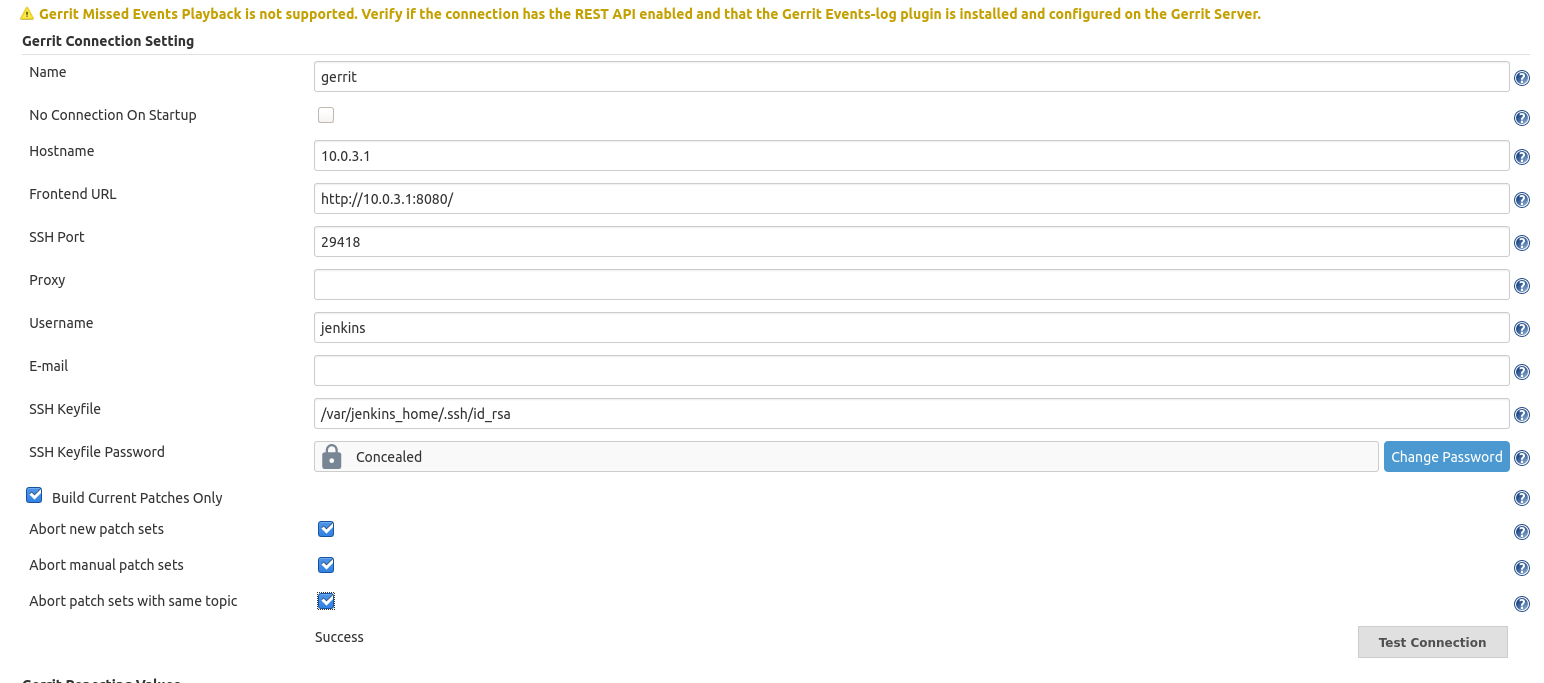 Gerrit Missed Events Playback is not supported. Verify if the connection has the REST API enabled and that the Gerrit Events-log plugin is installed and configured on the Gerrit Server.
Gerrit Connection Setting
Name gerrit
No Connection On Startup
Hostname 10.0.3.1
Frontend URL http://10.0.3.1:8080/
SSH Port 29418
Proxy
Username jenkins
E-mail
SSH Keyfile /var/jenkins_home/.ssh/id_rsa
SSH Keyfile Password Concealed Change Password
Build Current Patches Only
Abort new patch sets
Abort manual patch sets
Abort patch sets with same topic
Success Test Connection
Gerrit Reporting Values